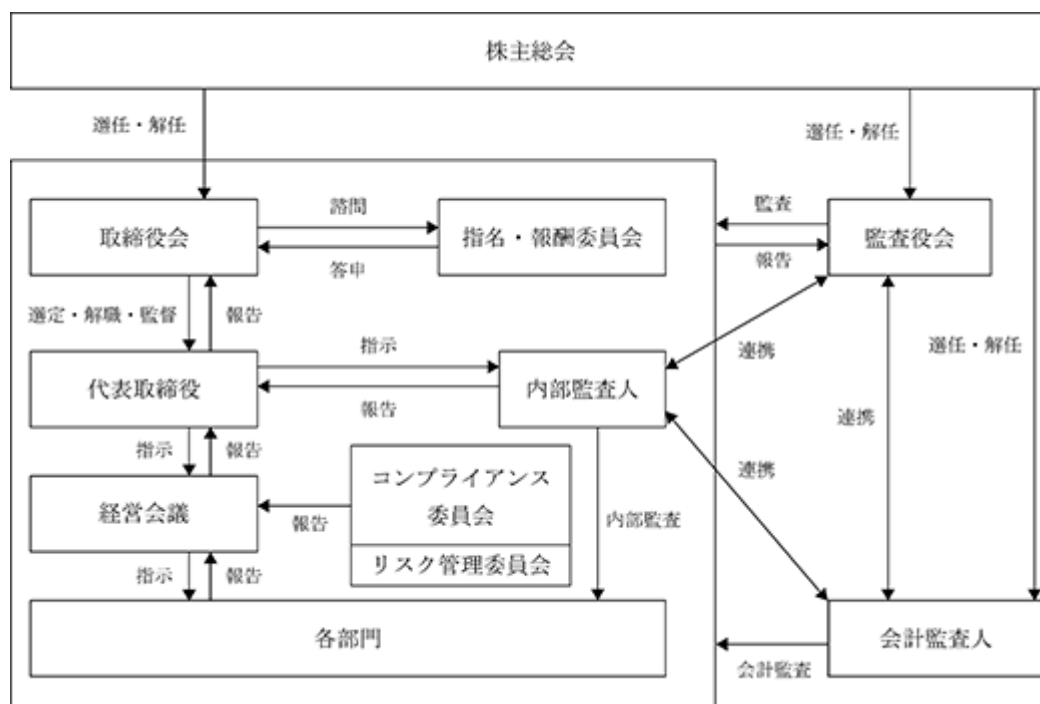 株主総会
選任・解任
選任・解任
取締役会
諮問
答申
指名・報酬委員会
監査
報告
監査役会
選定・解職・監督
報告
指示
連携
選任・解任
代表取締役
報告
内部監査人
連携
指示
報告
連携
経営会議
報告
コンプライアンス
委員会
リスク管理委員会
内部監査
指示
報告
各部門
会計監査
会計監査人